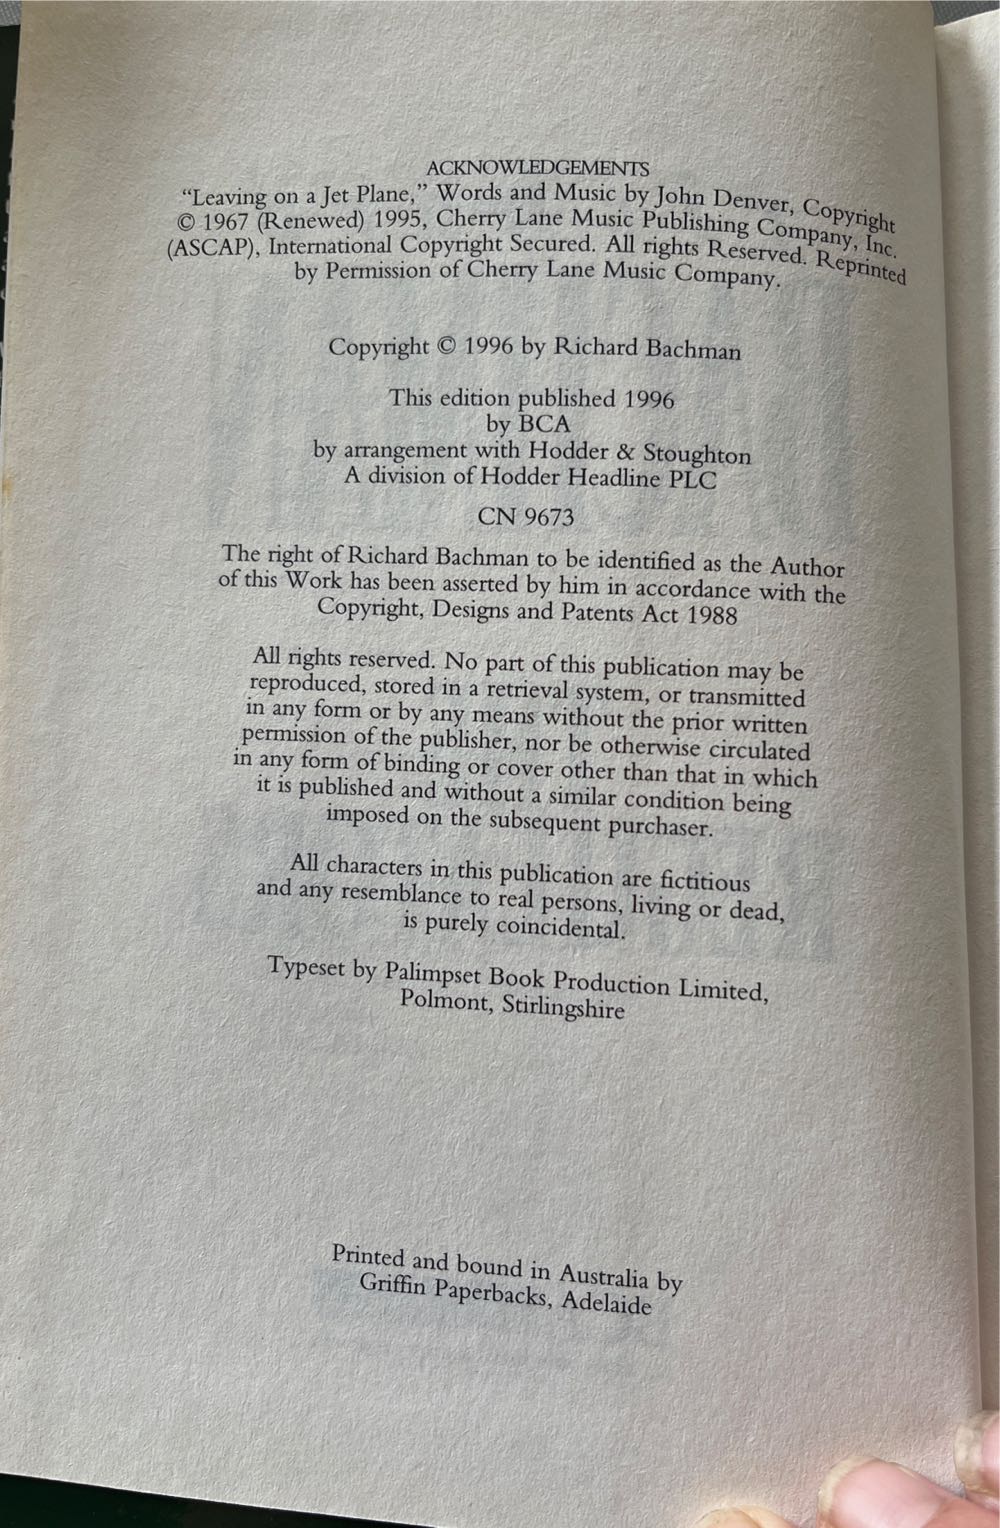 ACKNOWLEDGEMENTS
“Leaving on a Jet Plane,” Words and Music by John Denver, Copyright
© 1967 (Renewed) 1995, Cherry Lane Music Publishing Company, Inc.
(ASCAP), International Copyright Secured. All rights Reserved. Reprinted
by Permission of Cherry Lane Music Company.
Copyright © 1996 by Richard Bachman
This edition published 1996
by BCA
by arrangement with Hodder & Stoughton
A division of Hodder Headline PLC
CN 9673
The right of Richard Bachman to be identified as the Author
of this Work has been asserted by him in accordance with the
Copyright, Designs and Patents Act 1988
All rights reserved. No part of this publication may be
reproduced, stored in a retrieval system, or transmitted
in any form or by any means without the prior written
permission of the publisher, nor be otherwise circulated
in any form of binding or cover other than that in which
it is published and without a similar condition being
imposed on the subsequent purchaser.
All characters in this publication are fictitious
and any resemblance to real persons, living or dead,
is purely coincidental.
Typeset by Palimpset Book Production Limited,
Polmont, Stirlingshire
Printed and bound in Australia by
Griffin Paperbacks, Adelaide